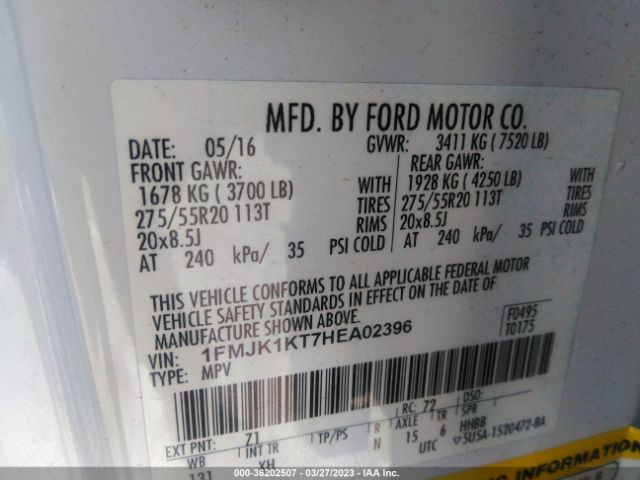 MFD. BY FORD MOTOR CO.
DATE: 05/16 GVWR: 3411 KG ( 7520 LB)
FRONT GAWR: REAR GAWR:
1678 KG ( 3700 LB) WITH 1928 KG ( 4250 LB) WITH
275/55R20 113T TIRES 275/55R20 113T TIRES
20x8.5J RIMS 20x8.5J RIMS
AT 240 kPa/ 35 PSI COLD AT 240 kPa/ 35 PSI COLD
THIS VEHICLE CONFORMS TO ALL APPLICABLE FEDERAL MOTOR
VEHICLE SAFETY STANDARDS IN EFFECT ON THE DATE OF
MANUFACTURE SHOWN ABOVE. F0495
VIN: 1FMJK1KT7HEA02396 T0175
TYPE: MPV
EXT PNT: Z1 RC: 72 DSO:
WB INT TR TP/PS R AXLE TR SPR HHBB
131 XH N 15 6 UTC 5USA-1520472-BA
INFORMATION
Copart: 36202507 - 03/27/2023 - IAA Inc.